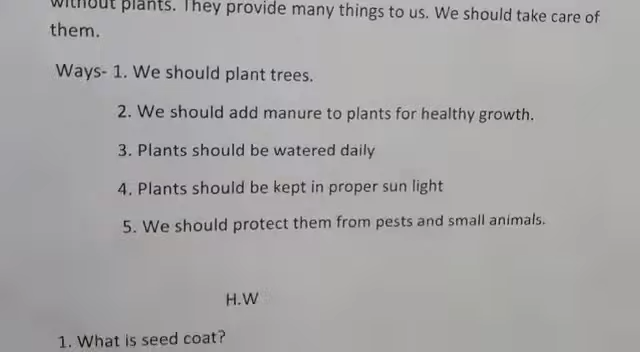 without plants. They provide many things to us. We should take care of
them.
Ways- 1. We should plant trees.
2. We should add manure to plants for healthy growth.
3. Plants should be watered daily
4. Plants should be kept in proper sun light
5. We should protect them from pests and small animals.
H.W
1. What is seed coat?